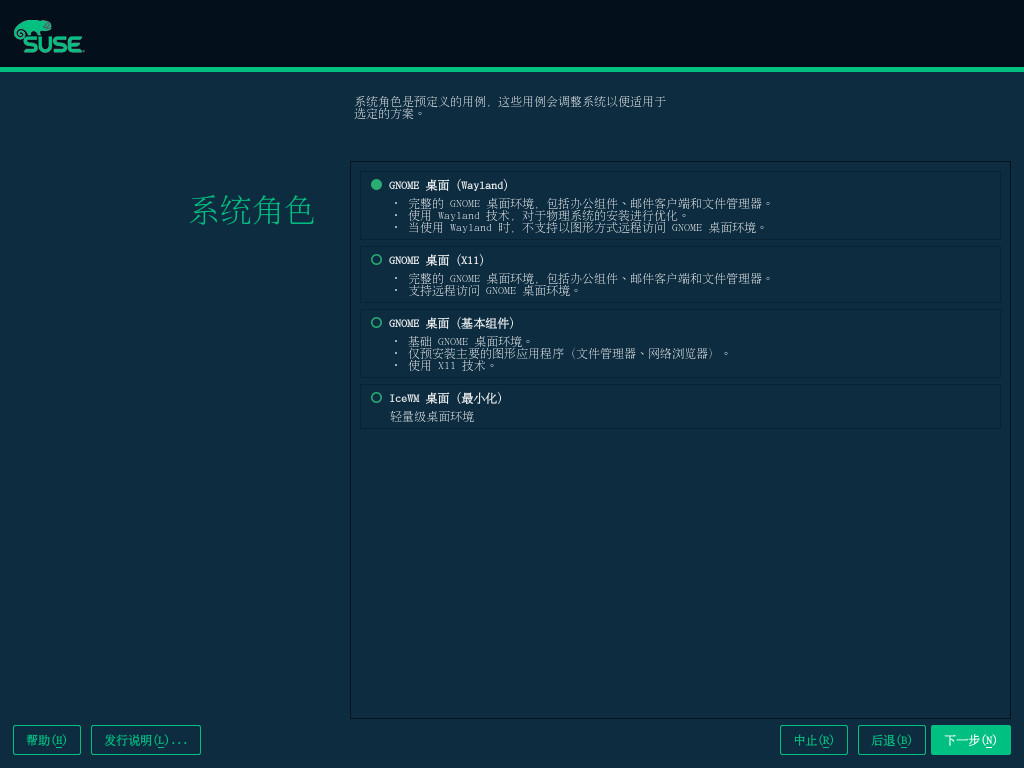 SUSE
系统角色是预定义的用例，这些用例会调整系统以便适用于
选定的方案。
系统角色
GNOME 桌面 (Wayland)
• 完整的 GNOME 桌面环境，包括办公组件、邮件客户端和文件管理器。
• 使用 Wayland 技术，对于物理系统的安装进行优化。
• 当使用 Wayland 时，不支持以图形方式远程访问 GNOME 桌面环境。
GNOME 桌面 (X11)
• 完整的 GNOME 桌面环境，包括办公组件、邮件客户端和文件管理器。
• 支持远程访问 GNOME 桌面环境。
GNOME 桌面 (基本组件)
• 基础 GNOME 桌面环境。
• 仅预安装主要的图形应用程序（文件管理器、网络浏览器）。
• 使用 X11 技术。
IceWM 桌面 (最小化)
轻量级桌面环境
帮助(H) 发行说明(L)... 中止(R) 后退(B) 下一步(N)